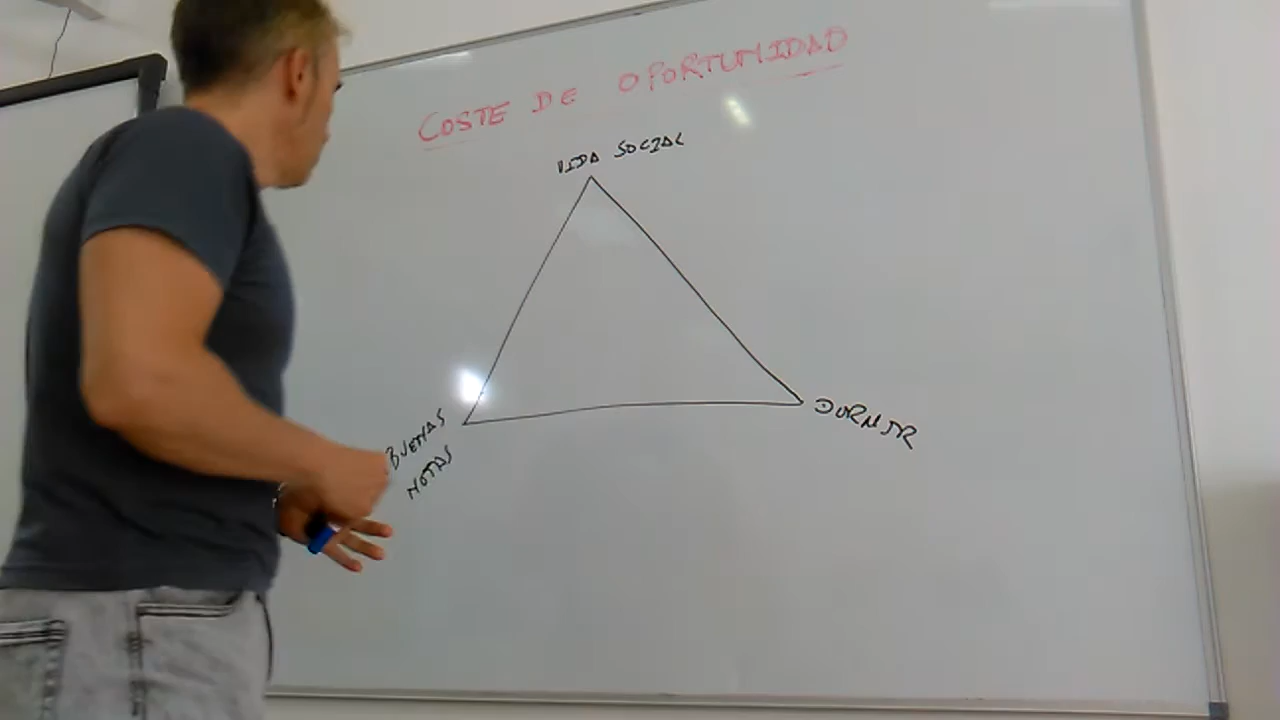 COSTE DE OPORTUNIDAD
VIDA SOCIAL
BUENAS
NOTAS
DORMIR